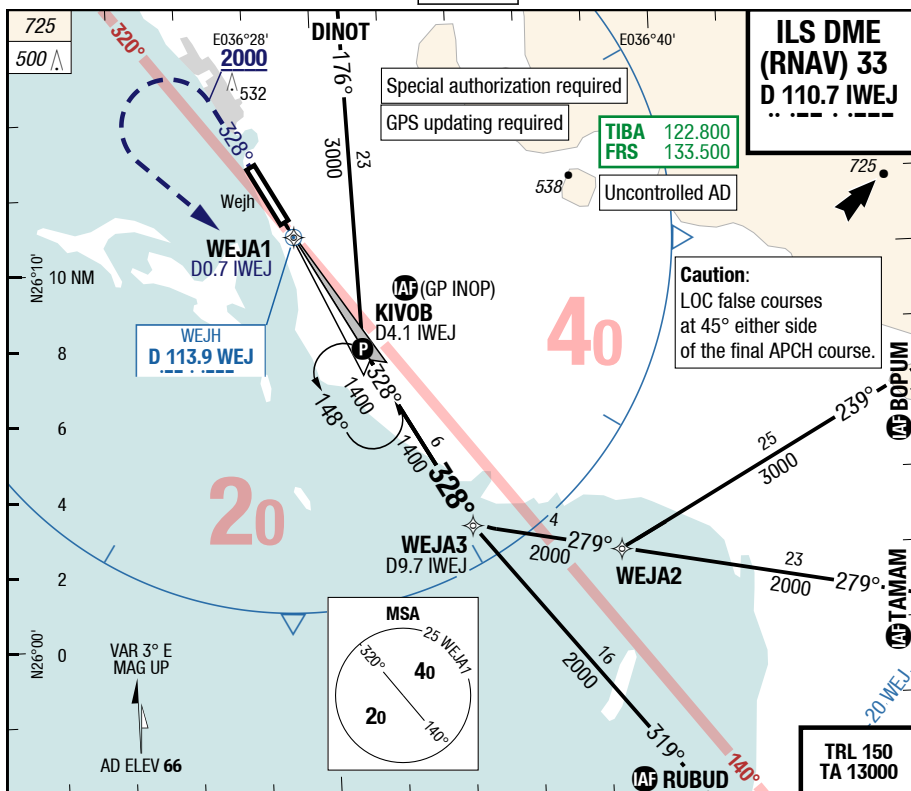 725
500
320°
E036°28'
2000
532
DINOT
176°
23
3000
E036°40'
Special authorization required
GPS updating required
TIBA 122.800
FRS 133.500
Uncontrolled AD
ILS DME
(RNAV) 33
D 110.7 IWEJ
725
538
328°
Wejh
WEJA1
D0.7 IWEJ
N26°10'
10 NM
8
6
4
2
0
N26°00'
IAF (GP INOP)
KIVOB
D4.1 IWEJ
P
40
Caution:
LOC false courses
at 45° either side
of the final APCH course.
WEJH
D 113.9 WEJ
328°
1400
148°
6
1400
328°
20
IAF BOPUM
239°
25
3000
WEJA3
D9.7 IWEJ
4
279°
2000
WEJA2
23
279°
2000
IAF TAMAM
16
2000
319°
IAF RUBUD
140°
20 WEJ
MSA
25 WEJA1
320°
40
20
140°
VAR 3° E
MAG UP
AD ELEV 66
TRL 150
TA 13000